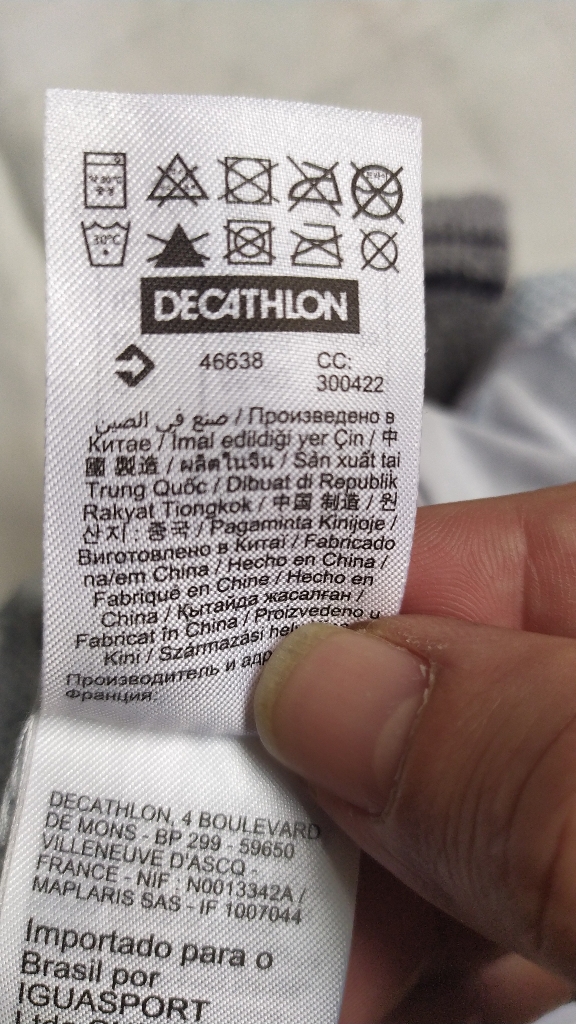 30°C
DECATHLON
46638 CC:
300422
صنع في الصين / Произведено в
Китае / İmal edildiği yer Çin / 中
國 製造 / ผลิตในจีน / Sản xuất tại
Trung Quốc / Dibuat di Republik
Rakyat Tiongkok / 中国 制造 / 원
산지 : 중국 / Pagaminta Kinijoje /
Виготовлено в Китаї / Fabricado
na/em China / Hecho en China /
Fabriqué en Chine / Hecho en
China / Қытайда жасалған /
Fabricat în China / Proizvedeno u
Kini / Származási
Производитель и
Франция.
DECATHLON, 4 BOULEVARD
DE MONS - BP 299 - 59650
VILLENEUVE D'ASCQ -
FRANCE - NIF : N0013342A /
MAPLARIS SAS - IF 1007044
Importado para o
Brasil por
IGUASPORT